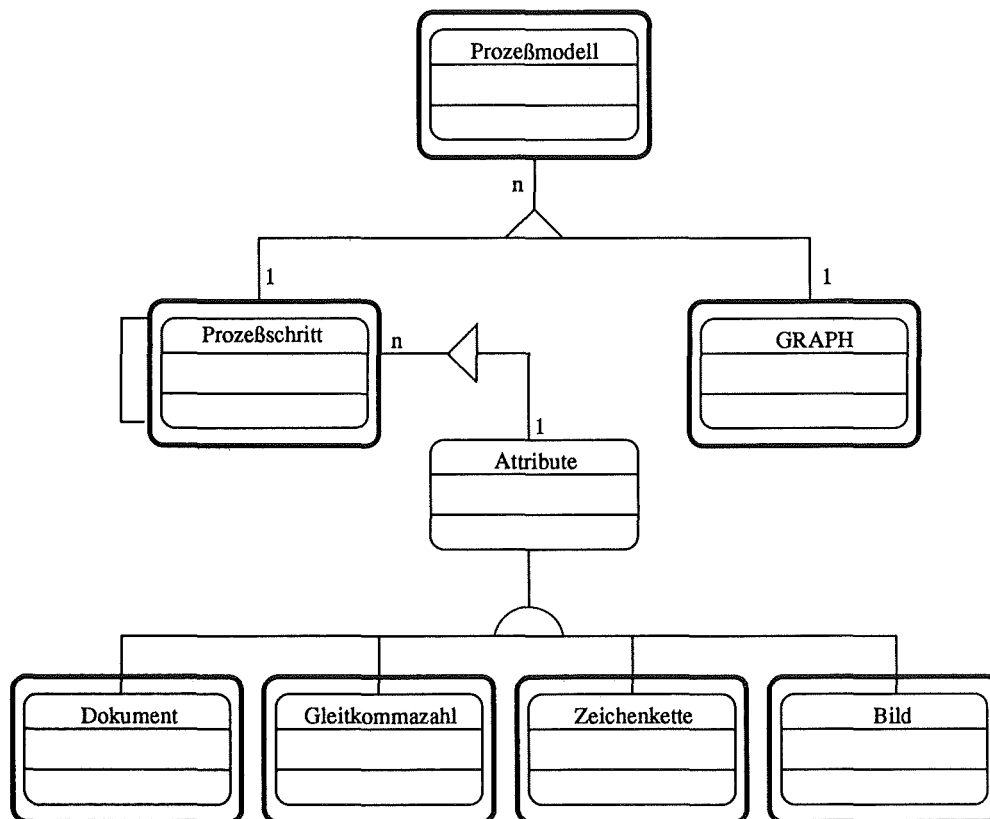 Prozeßmodell
n
1
1
Prozeßschritt
n
GRAPH
1
Attribute
Dokument
Gleitkommazahl
Zeichenkette
Bild